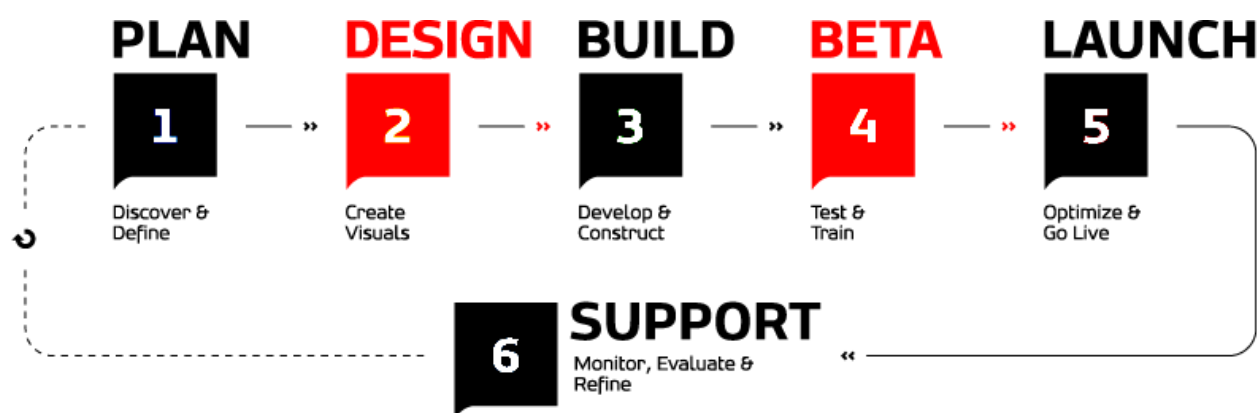 PLAN
1
Discover &
Define
DESIGN
2
Create
Visuals
BUILD
3
Develop &
Construct
BETA
4
Test &
Train
LAUNCH
5
Optimize &
Go Live
6
SUPPORT
Monitor, Evaluate &
Refine